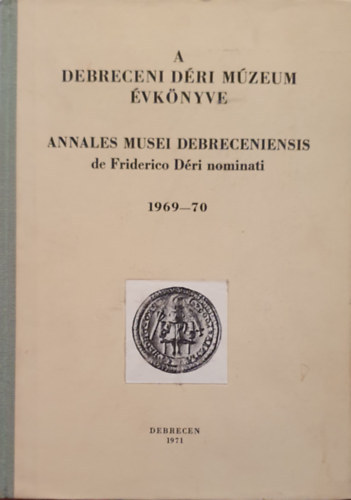 A
DEBRECENI DÉRI MÚZEUM
ÉVKÖNYVE
ANNALES MUSEI DEBRECENIENSIS
de Friderico Déri nominati
1969—70
DEBRECEN
1971